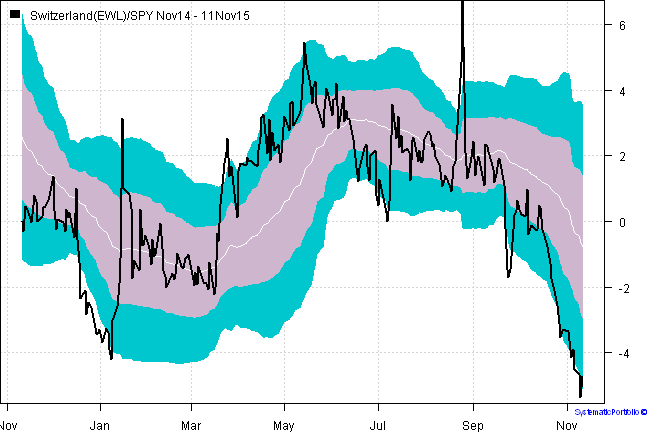 Switzerland(EWL)/SPY Nov14 - 11Nov15
6
4
2
0
-2
-4
Nov Jan Mar May Jul Sep Nov
SystematicPortfolio ©